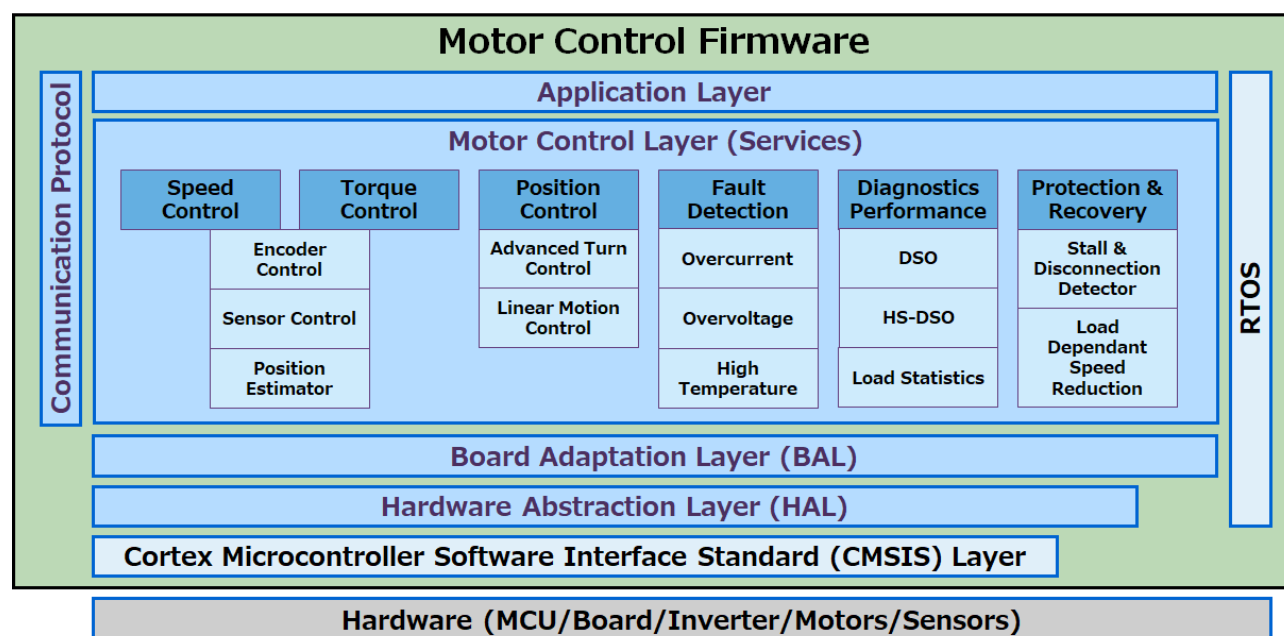 Motor Control Firmware
Communication Protocol
Application Layer
Motor Control Layer (Services)
Speed
Control
Torque
Control
Encoder
Control
Sensor Control
Position
Estimator
Position
Control
Advanced Turn
Control
Linear Motion
Control
Fault
Detection
Overcurrent
Overvoltage
High
Temperature
Diagnostics
Performance
DSO
HS-DSO
Load Statistics
Protection &
Recovery
Stall &
Disconnection
Detector
Load
Dependant
Speed
Reduction
RTOS
Board Adaptation Layer (BAL)
Hardware Abstraction Layer (HAL)
Cortex Microcontroller Software Interface Standard (CMSIS) Layer
Hardware (MCU/Board/Inverter/Motors/Sensors)